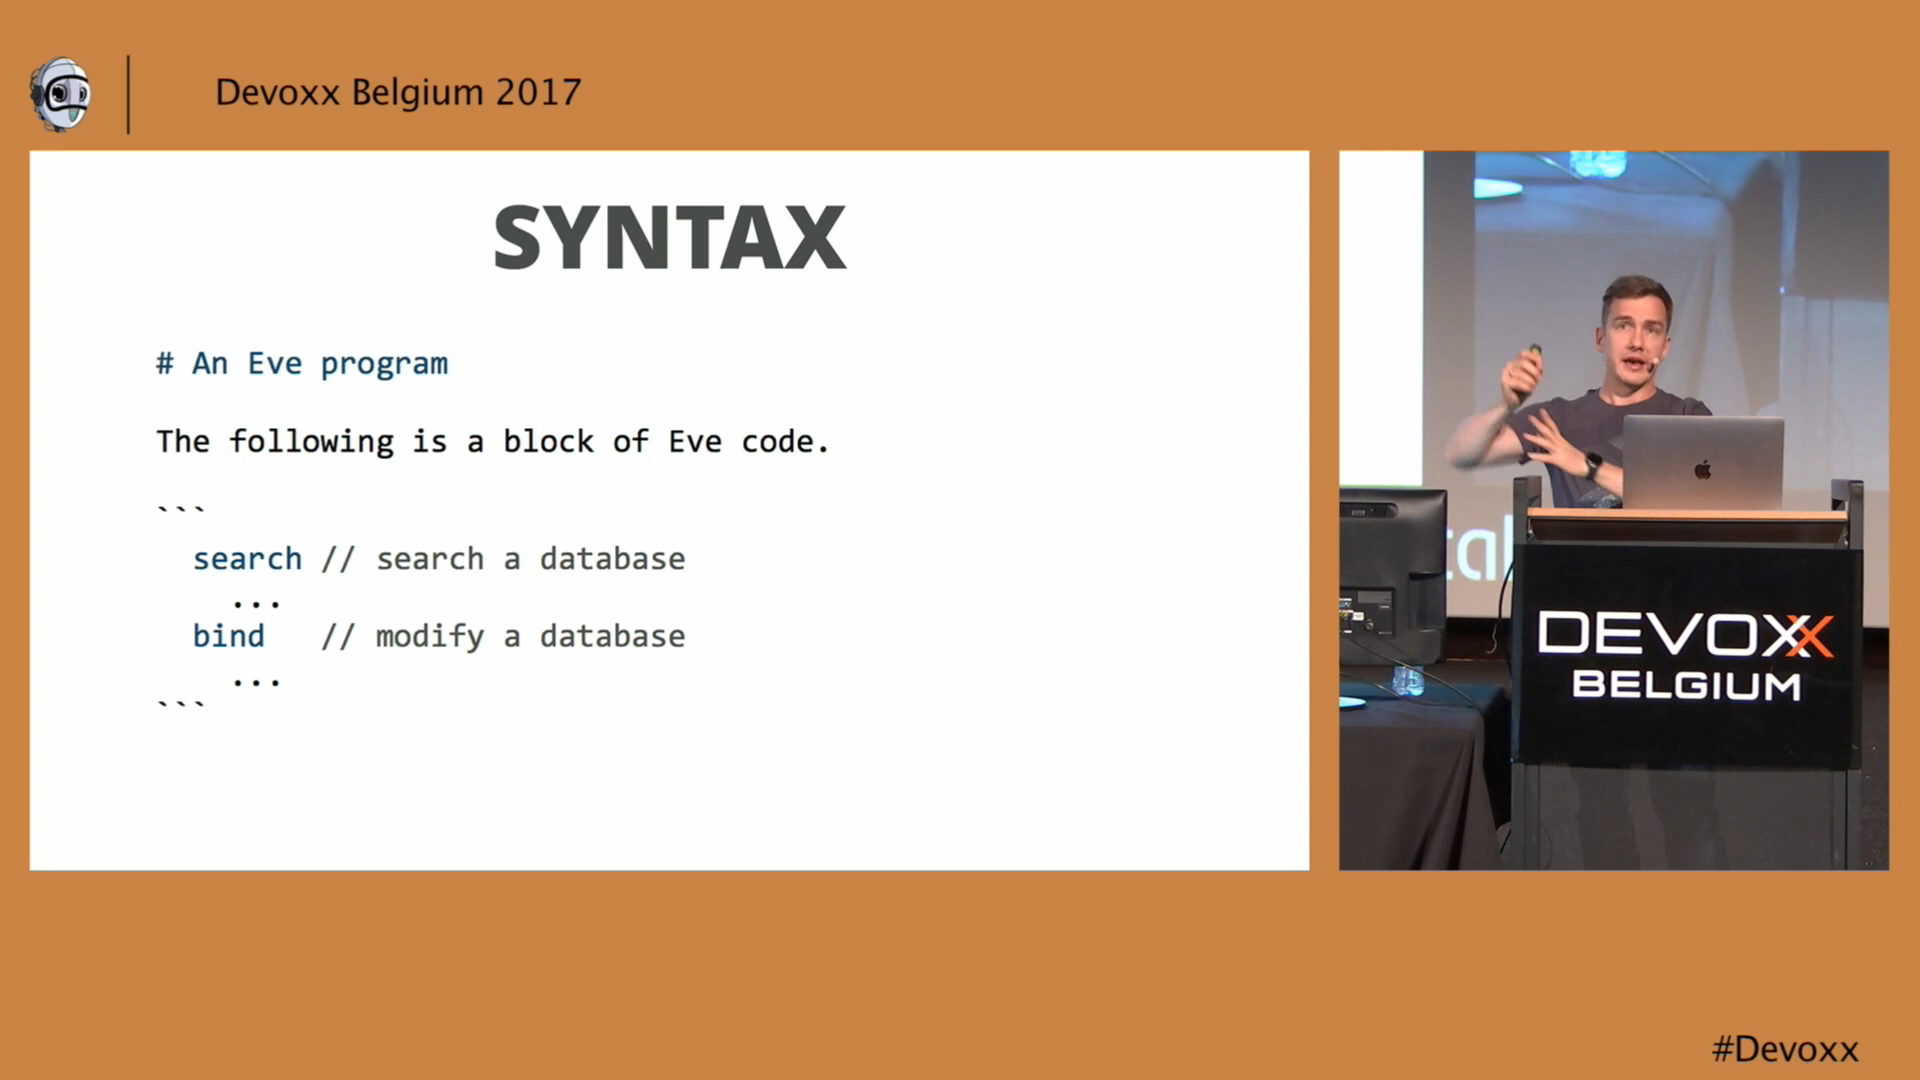 Devoxx Belgium 2017
SYNTAX
# An Eve program
The following is a block of Eve code.
```
search // search a database
...
bind // modify a database
...
```
DEVOXX
BELGIUM
#Devoxx